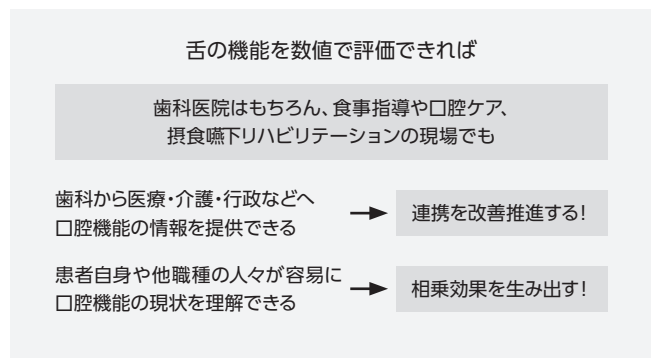 舌の機能を数値で評価できれば
歯科医院はもちろん、食事指導や口腔ケア、
摂食嚥下リハビリテーションの現場でも
歯科から医療・介護・行政などへ
口腔機能の情報を提供できる
連携を改善推進する！
患者自身や他職種の人々が容易に
口腔機能の現状を理解できる
相乗効果を生み出す！